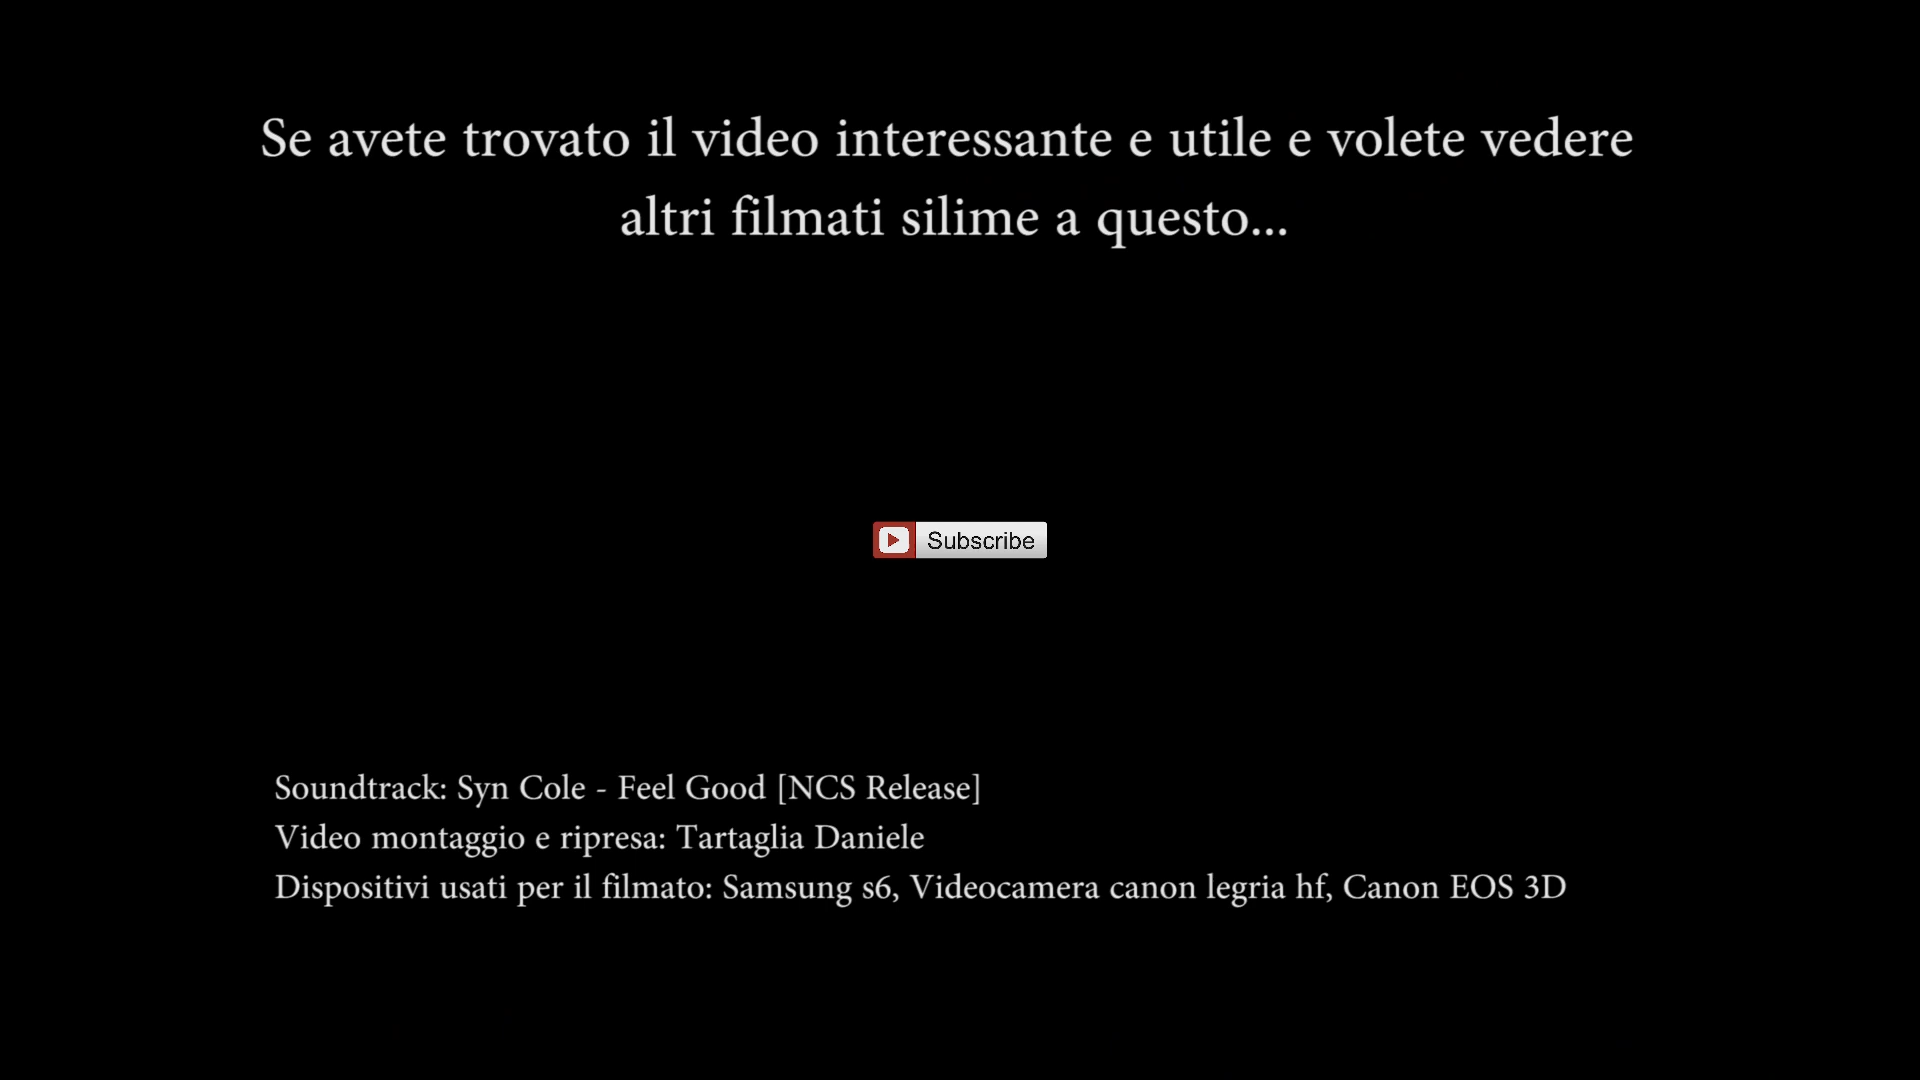 Se avete trovato il video interessante e utile e volete vedere
altri filmati silime a questo...
Subscribe
Soundtrack: Syn Cole - Feel Good [NCS Release]
Video montaggio e ripresa: Tartaglia Daniele
Dispositivi usati per il filmato: Samsung s6, Videocamera canon legria hf, Canon EOS 3D